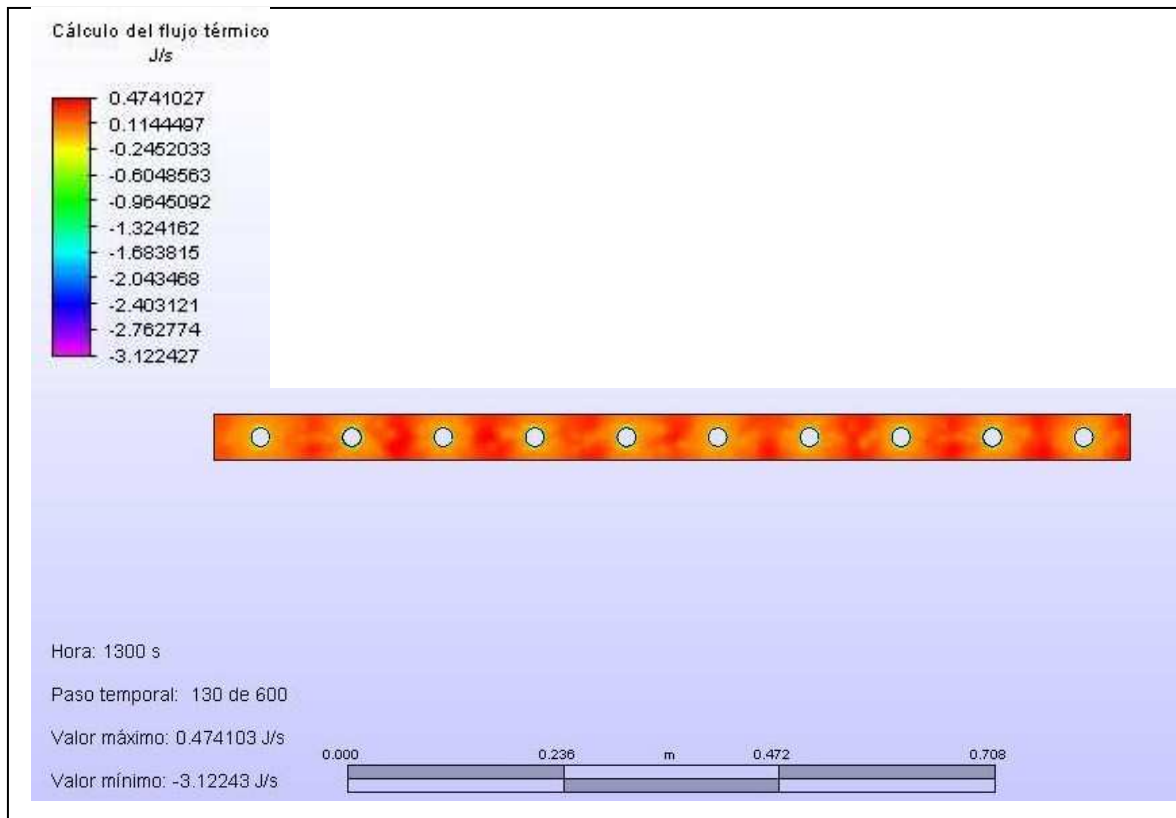 Cálculo del flujo térmico
J/s
0.4741027
0.1144497
-0.2452033
-0.6048563
-0.9645092
-1.324162
-1.683815
-2.043468
-2.403121
-2.762774
-3.122427
Hora: 1300 s
Paso temporal: 130 de 600
Valor máximo: 0.474103 J/s
Valor mínimo: -3.12243 J/s
0.000 0.236 m 0.472 0.708